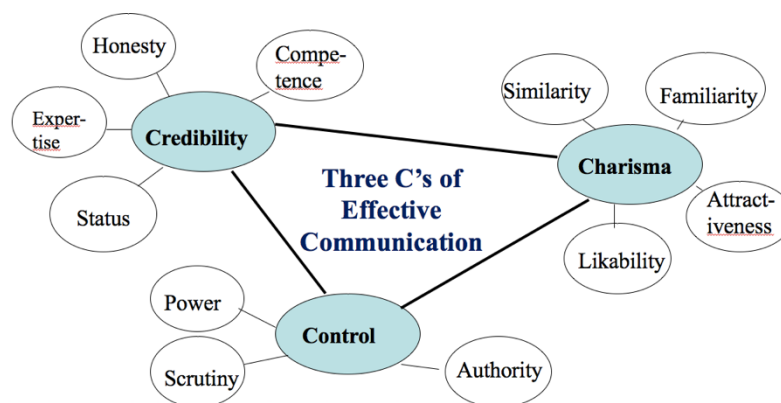 Honesty
Compe-
tence
Exper-
tise
Credibility
Status
Similarity
Familiarity
Charisma
Attract-
iveness
Likability
Three C's of
Effective
Communication
Power
Control
Scrutiny
Authority